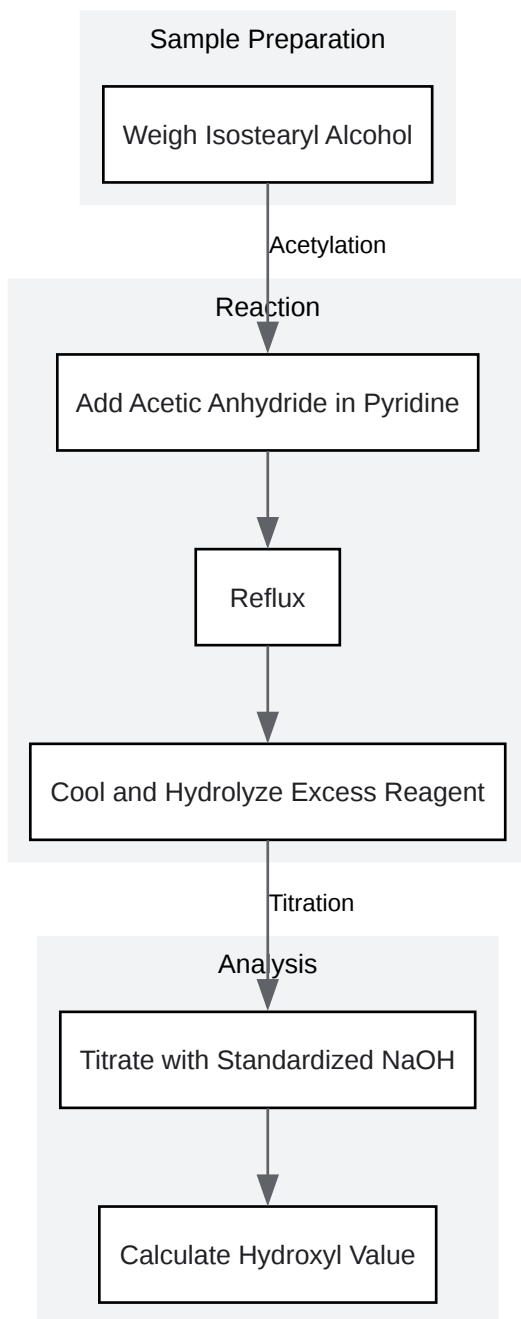 Sample Preparation
Weigh Isostearyl Alcohol
Acetylation
Reaction
Add Acetic Anhydride in Pyridine
Reflux
Cool and Hydrolyze Excess Reagent
Titration
Analysis
Titrate with Standardized NaOH
Calculate Hydroxyl Value